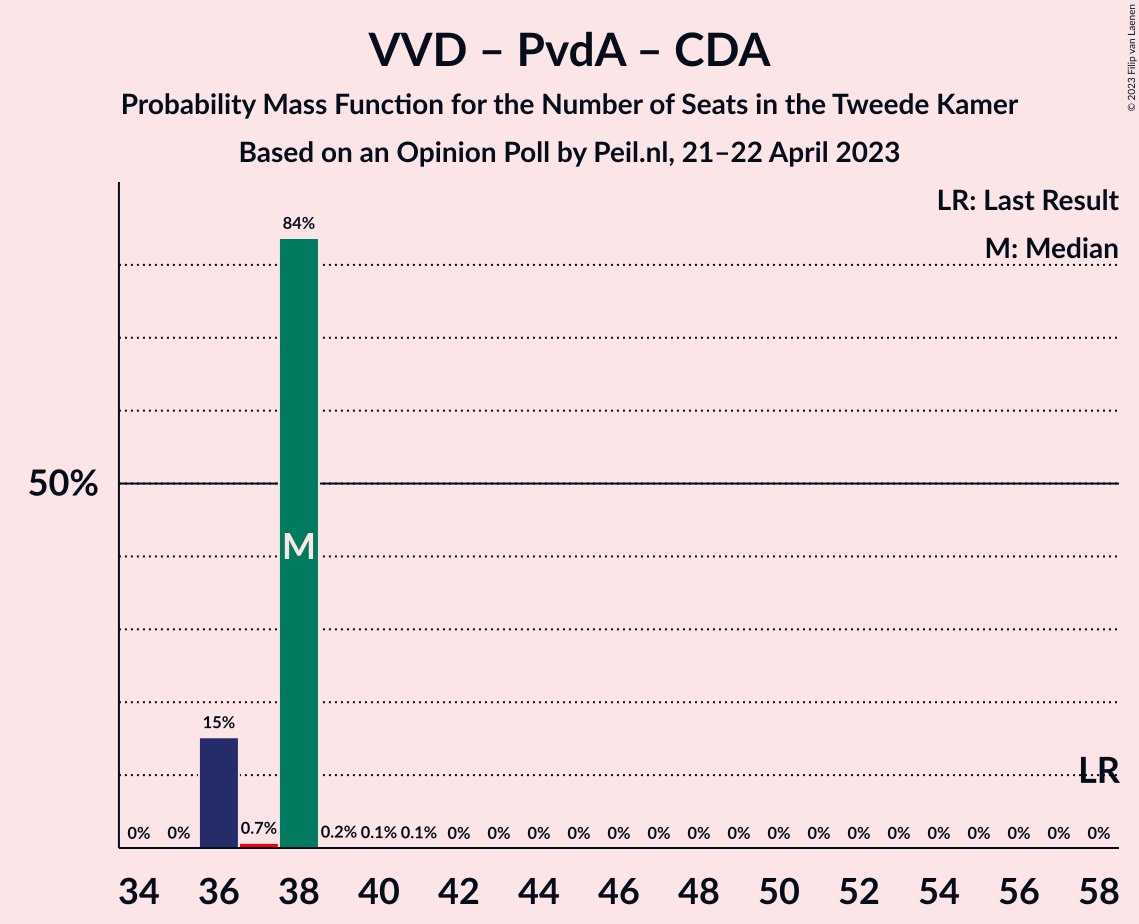 VVD – PvdA – CDA
Probability Mass Function for the Number of Seats in the Tweede Kamer
Based on an Opinion Poll by Peil.nl, 21–22 April 2023
© 2023 Filip van Laenen
LR: Last Result
M: Median
84%
50%
M
15%
LR
0% 0% 0.7% 0.2% 0.1% 0.1% 0% 0% 0% 0% 0% 0% 0% 0% 0% 0% 0% 0% 0% 0% 0% 0% 0%
34 36 38 40 42 44 46 48 50 52 54 56 58